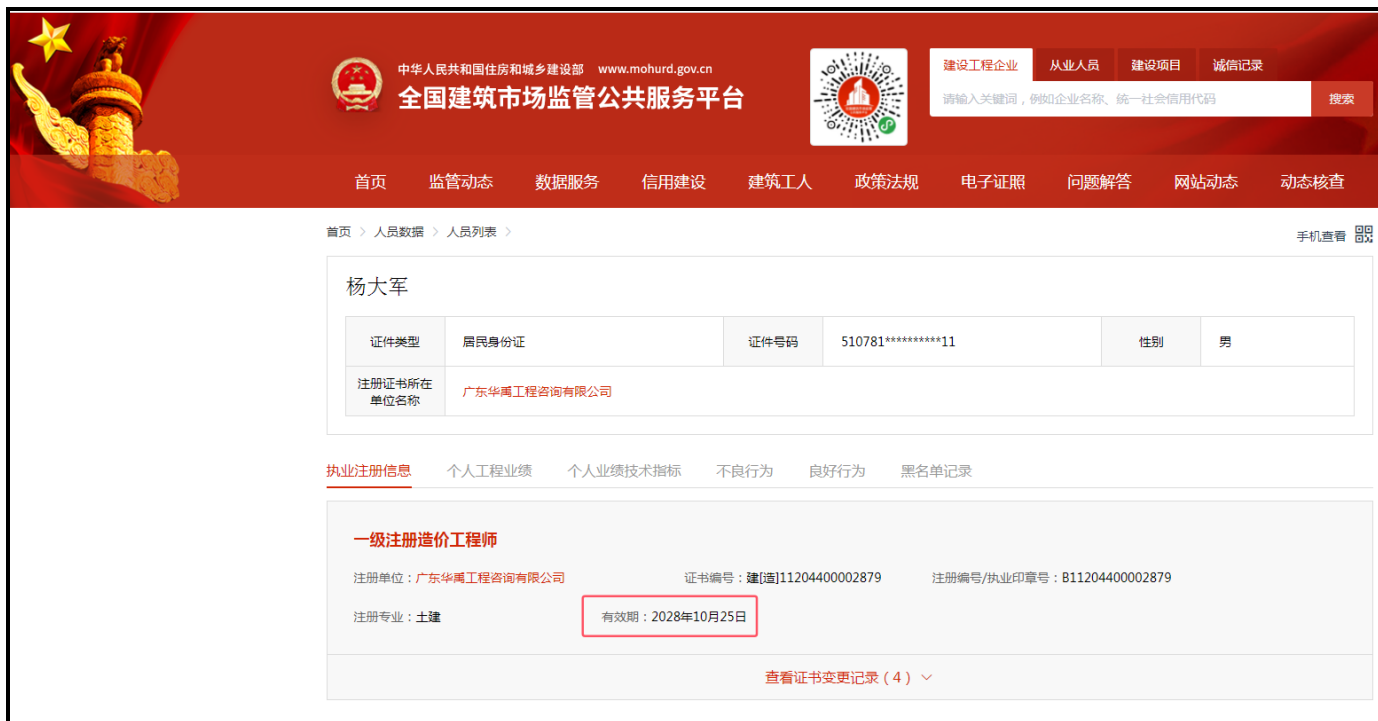 中华人民共和国住房和城乡建设部 www.mohurd.gov.cn
全国建筑市场监管公共服务平台
建设工程企业 从业人员 建设项目 诚信记录
请输入关键词，例如企业名称、统一社会信用代码 搜索
首页 监管动态 数据服务 信用建设 建筑工人 政策法规 电子证照 问题解答 网站动态 动态核查
首页 > 人员数据 > 人员列表 >
手机查看
杨大军
证件类型 居民身份证 证件号码 510781**********11 性别 男
注册证书所在
单位名称
广东华禹工程咨询有限公司
执业注册信息 个人工程业绩 个人业绩技术指标 不良行为 良好行为 黑名单记录
一级注册造价工程师
注册单位：广东华禹工程咨询有限公司 证书编号：建[造]11204400002879 注册编号/执业印章号：B11204400002879
注册专业：土建 有效期：2028年10月25日
查看证书变更记录（4）